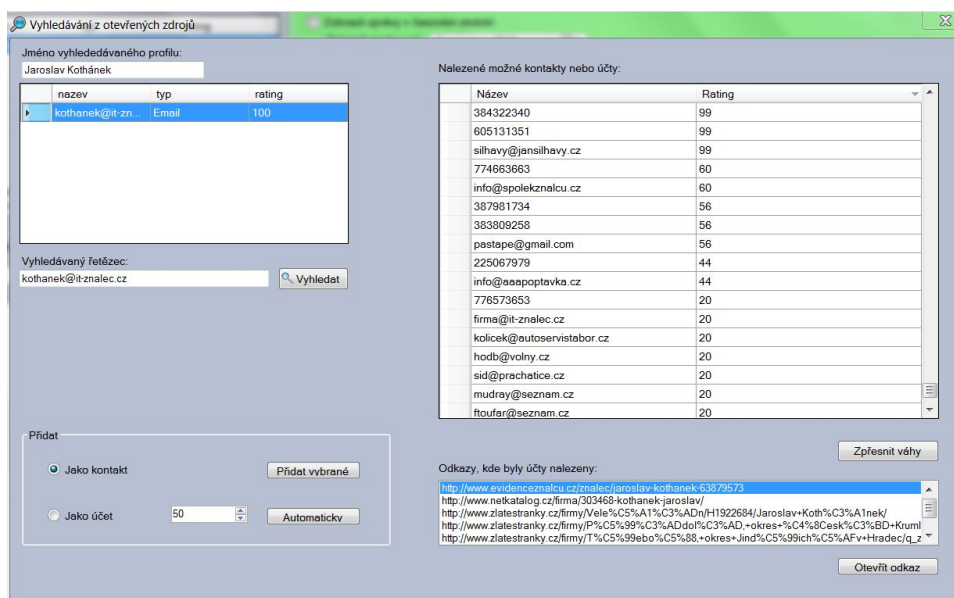 Vyhledávání z otevřených zdrojů
Jméno vyhlededávaného profilu:
Jaroslav Kothánek
nazev typ rating
kothanek@it-zn... Email 100
Vyhledávaný řetězec:
kothanek@it-znalec.cz
Vyhledat
Přidat
Jako kontakt
Přidat vybrané
Jako účet
50
Automaticky
Nalezené možné kontakty nebo účty:
Název Rating
384322340 99
605131351 99
silhavy@jansilhavy.cz 99
774663663 60
info@spolekznalcu.cz 60
387981734 56
383809258 56
pastape@gmail.com 56
225067979 44
info@aaapoptavka.cz 44
776573653 20
firma@it-znalec.cz 20
kolicek@autoservistabor.cz 20
hodb@volny.cz 20
sid@prachatice.cz 20
mudray@seznam.cz 20
ftoufar@seznam.cz 20
Zpřesnit váhy
Odkazy, kde byly účty nalezeny:
http://www.evidenceznalcu.cz/znalec/jaroslav-kothanek-63879573
http://www.netkatalog.cz/firma/303468-kothanek-jaroslav/
http://www.zlatestranky.cz/firmy/Vele%C5%A1%C3%ADn/H1922684/Jaroslav+Koth%C3%A1nek/
http://www.zlatestranky.cz/firmy/P%C5%99%C3%ADdol%C3%AD,+okres+%C4%8Cesk%C3%BD+Kruml
http://www.zlatestranky.cz/firmy/T%C5%99ebo%C5%88,+okres+Jind%C5%99ich%C5%AFv+Hradec/q_z
Otevřít odkaz